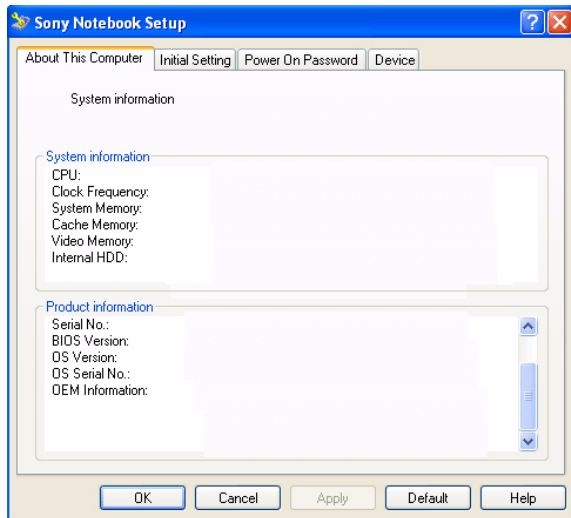 Sony Notebook Setup
About This Computer Initial Setting Power On Password Device
System information
System information
CPU:
Clock Frequency:
System Memory:
Cache Memory:
Video Memory:
Internal HDD:
Product information
Serial No.:
BIOS Version:
OS Version:
OS Serial No.:
OEM Information:
OK Cancel Apply Default Help